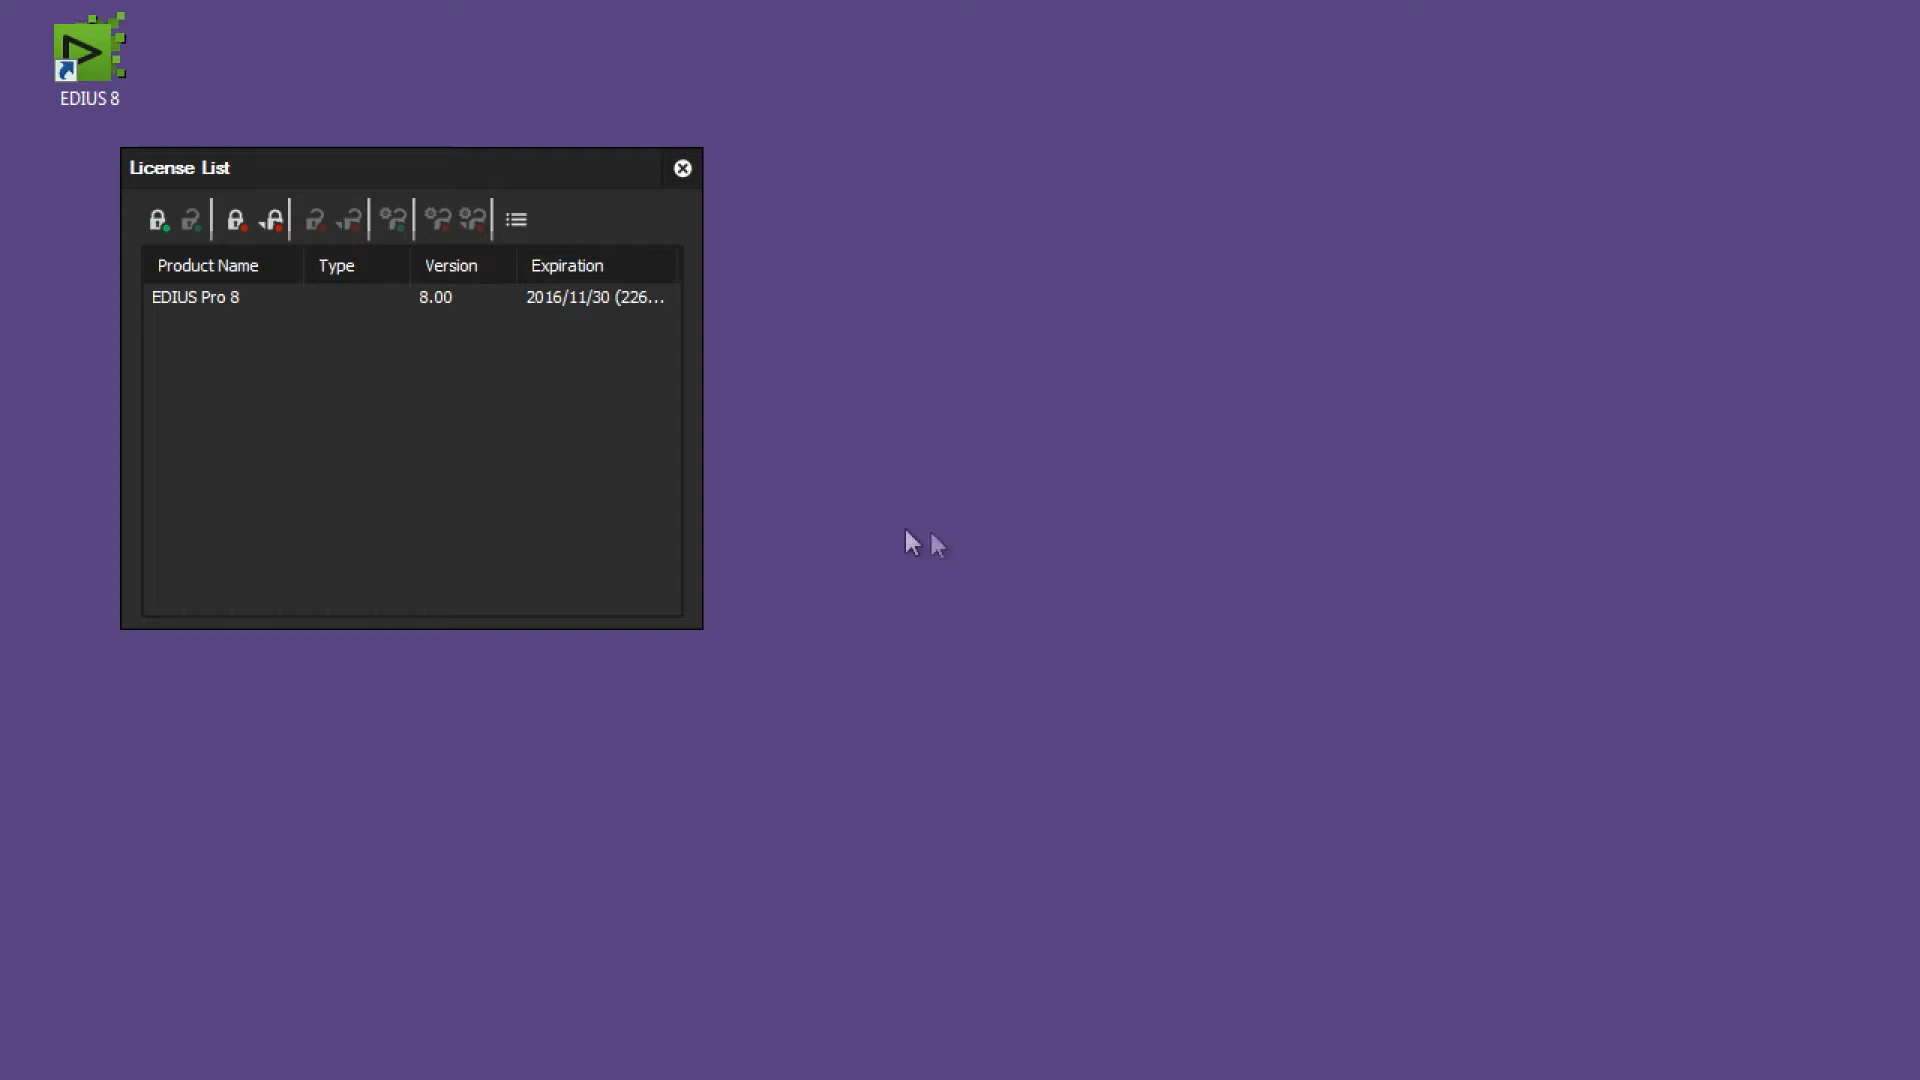 EDIUS 8
License List
Product Name Type Version Expiration
EDIUS Pro 8 8.00 2016/11/30 (226...